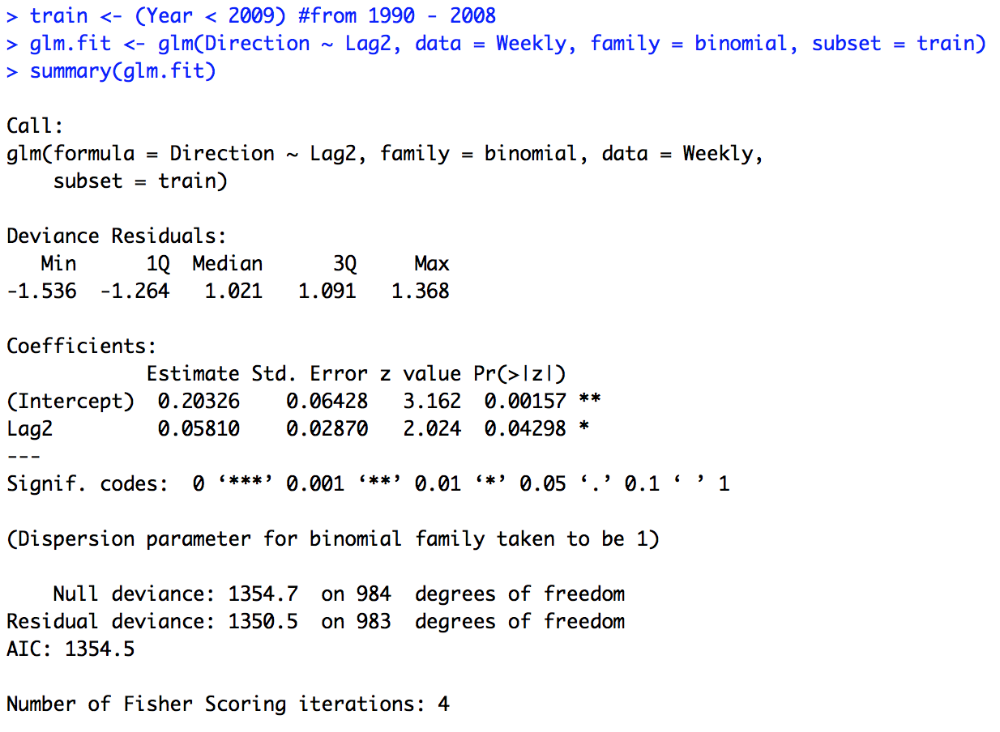 > train <- (Year < 2009) #from 1990 - 2008
> glm.fit <- glm(Direction ~ Lag2, data = Weekly, family = binomial, subset = train)
> summary(glm.fit)
Call:
glm(formula = Direction ~ Lag2, family = binomial, data = Weekly,
    subset = train)
Deviance Residuals:
   Min      1Q  Median      3Q     Max
-1.536  -1.264   1.021   1.091   1.368
Coefficients:
            Estimate Std. Error z value Pr(>|z|)
(Intercept)  0.20326    0.06428   3.162  0.00157 **
Lag2         0.05810    0.02870   2.024  0.04298 *
---
Signif. codes:  0 ‘***’ 0.001 ‘**’ 0.01 ‘*’ 0.05 ‘.’ 0.1 ‘ ’ 1
(Dispersion parameter for binomial family taken to be 1)
    Null deviance: 1354.7  on 984  degrees of freedom
Residual deviance: 1350.5  on 983  degrees of freedom
AIC: 1354.5
Number of Fisher Scoring iterations: 4